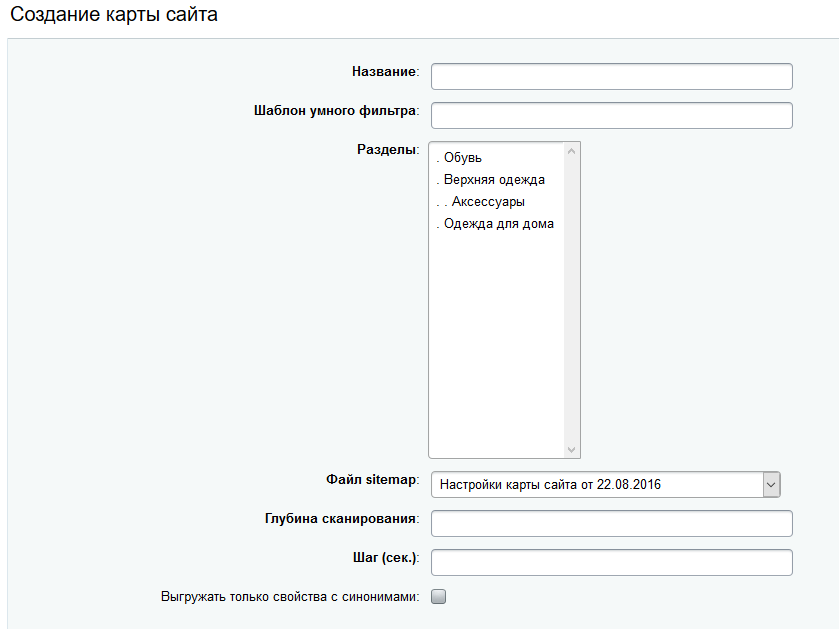 Создание карты сайта
Название:
Шаблон умного фильтра:
Разделы:
. Обувь
. Верхняя одежда
. . Аксессуары
. Одежда для дома
Файл sitemap: Настройки карты сайта от 22.08.2016
Глубина сканирования:
Шаг (сек.):
Выгружать только свойства с синонимами: